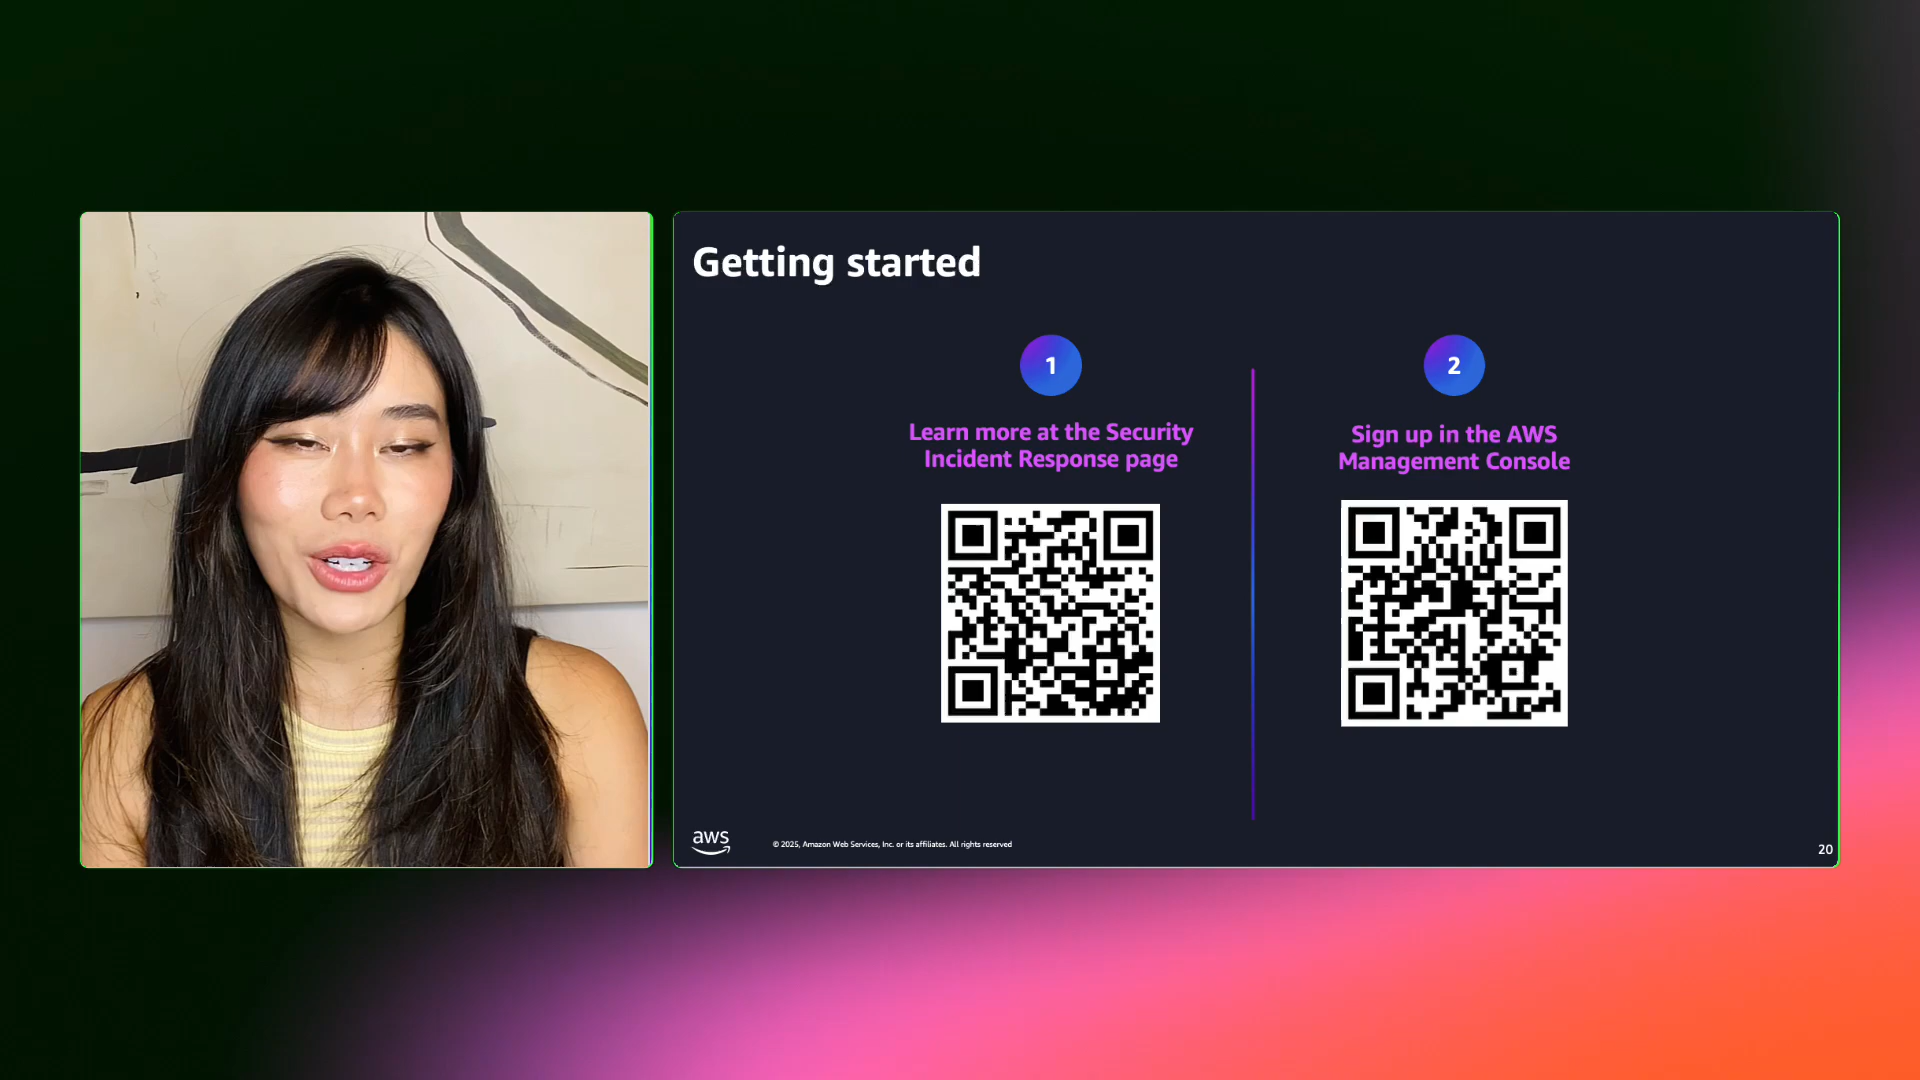 Getting started
1
Learn more at the Security
Incident Response page
2
Sign up in the AWS
Management Console
aws
© 2025, Amazon Web Services, Inc. or its affiliates. All rights reserved
20